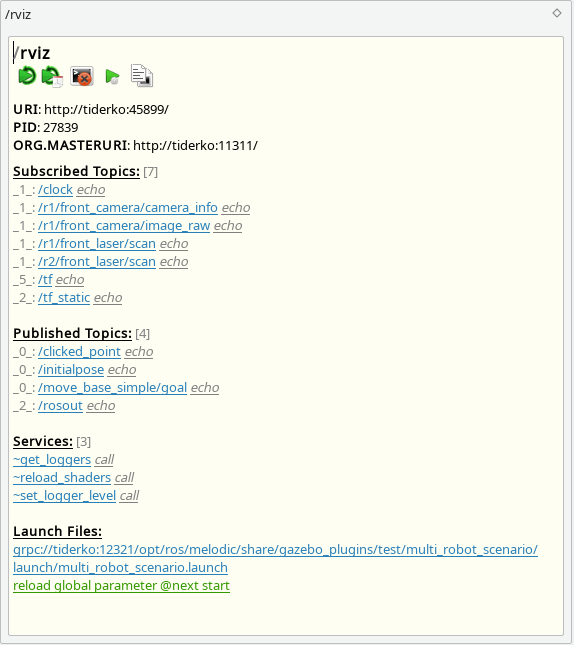 /rviz
/rviz
URI: http://tiderko:45899/
PID: 27839
ORG.MASTERURI: http://tiderko:11311/
Subscribed Topics: [7]
_1_: /clock echo
_1_: /r1/front_camera/camera_info echo
_1_: /r1/front_camera/image_raw echo
_1_: /r1/front_laser/scan echo
_1_: /r2/front_laser/scan echo
_5_: /tf echo
_2_: /tf_static echo
Published Topics: [4]
_0_: /clicked_point echo
_0_: /initialpose echo
_0_: /move_base_simple/goal echo
_2_: /rosout echo
Services: [3]
~get_loggers call
~reload_shaders call
~set_logger_level call
Launch Files:
grpc://tiderko:12321/opt/ros/melodic/share/gazebo_plugins/test/multi_robot_scenario/
launch/multi_robot_scenario.launch
reload global parameter @next start